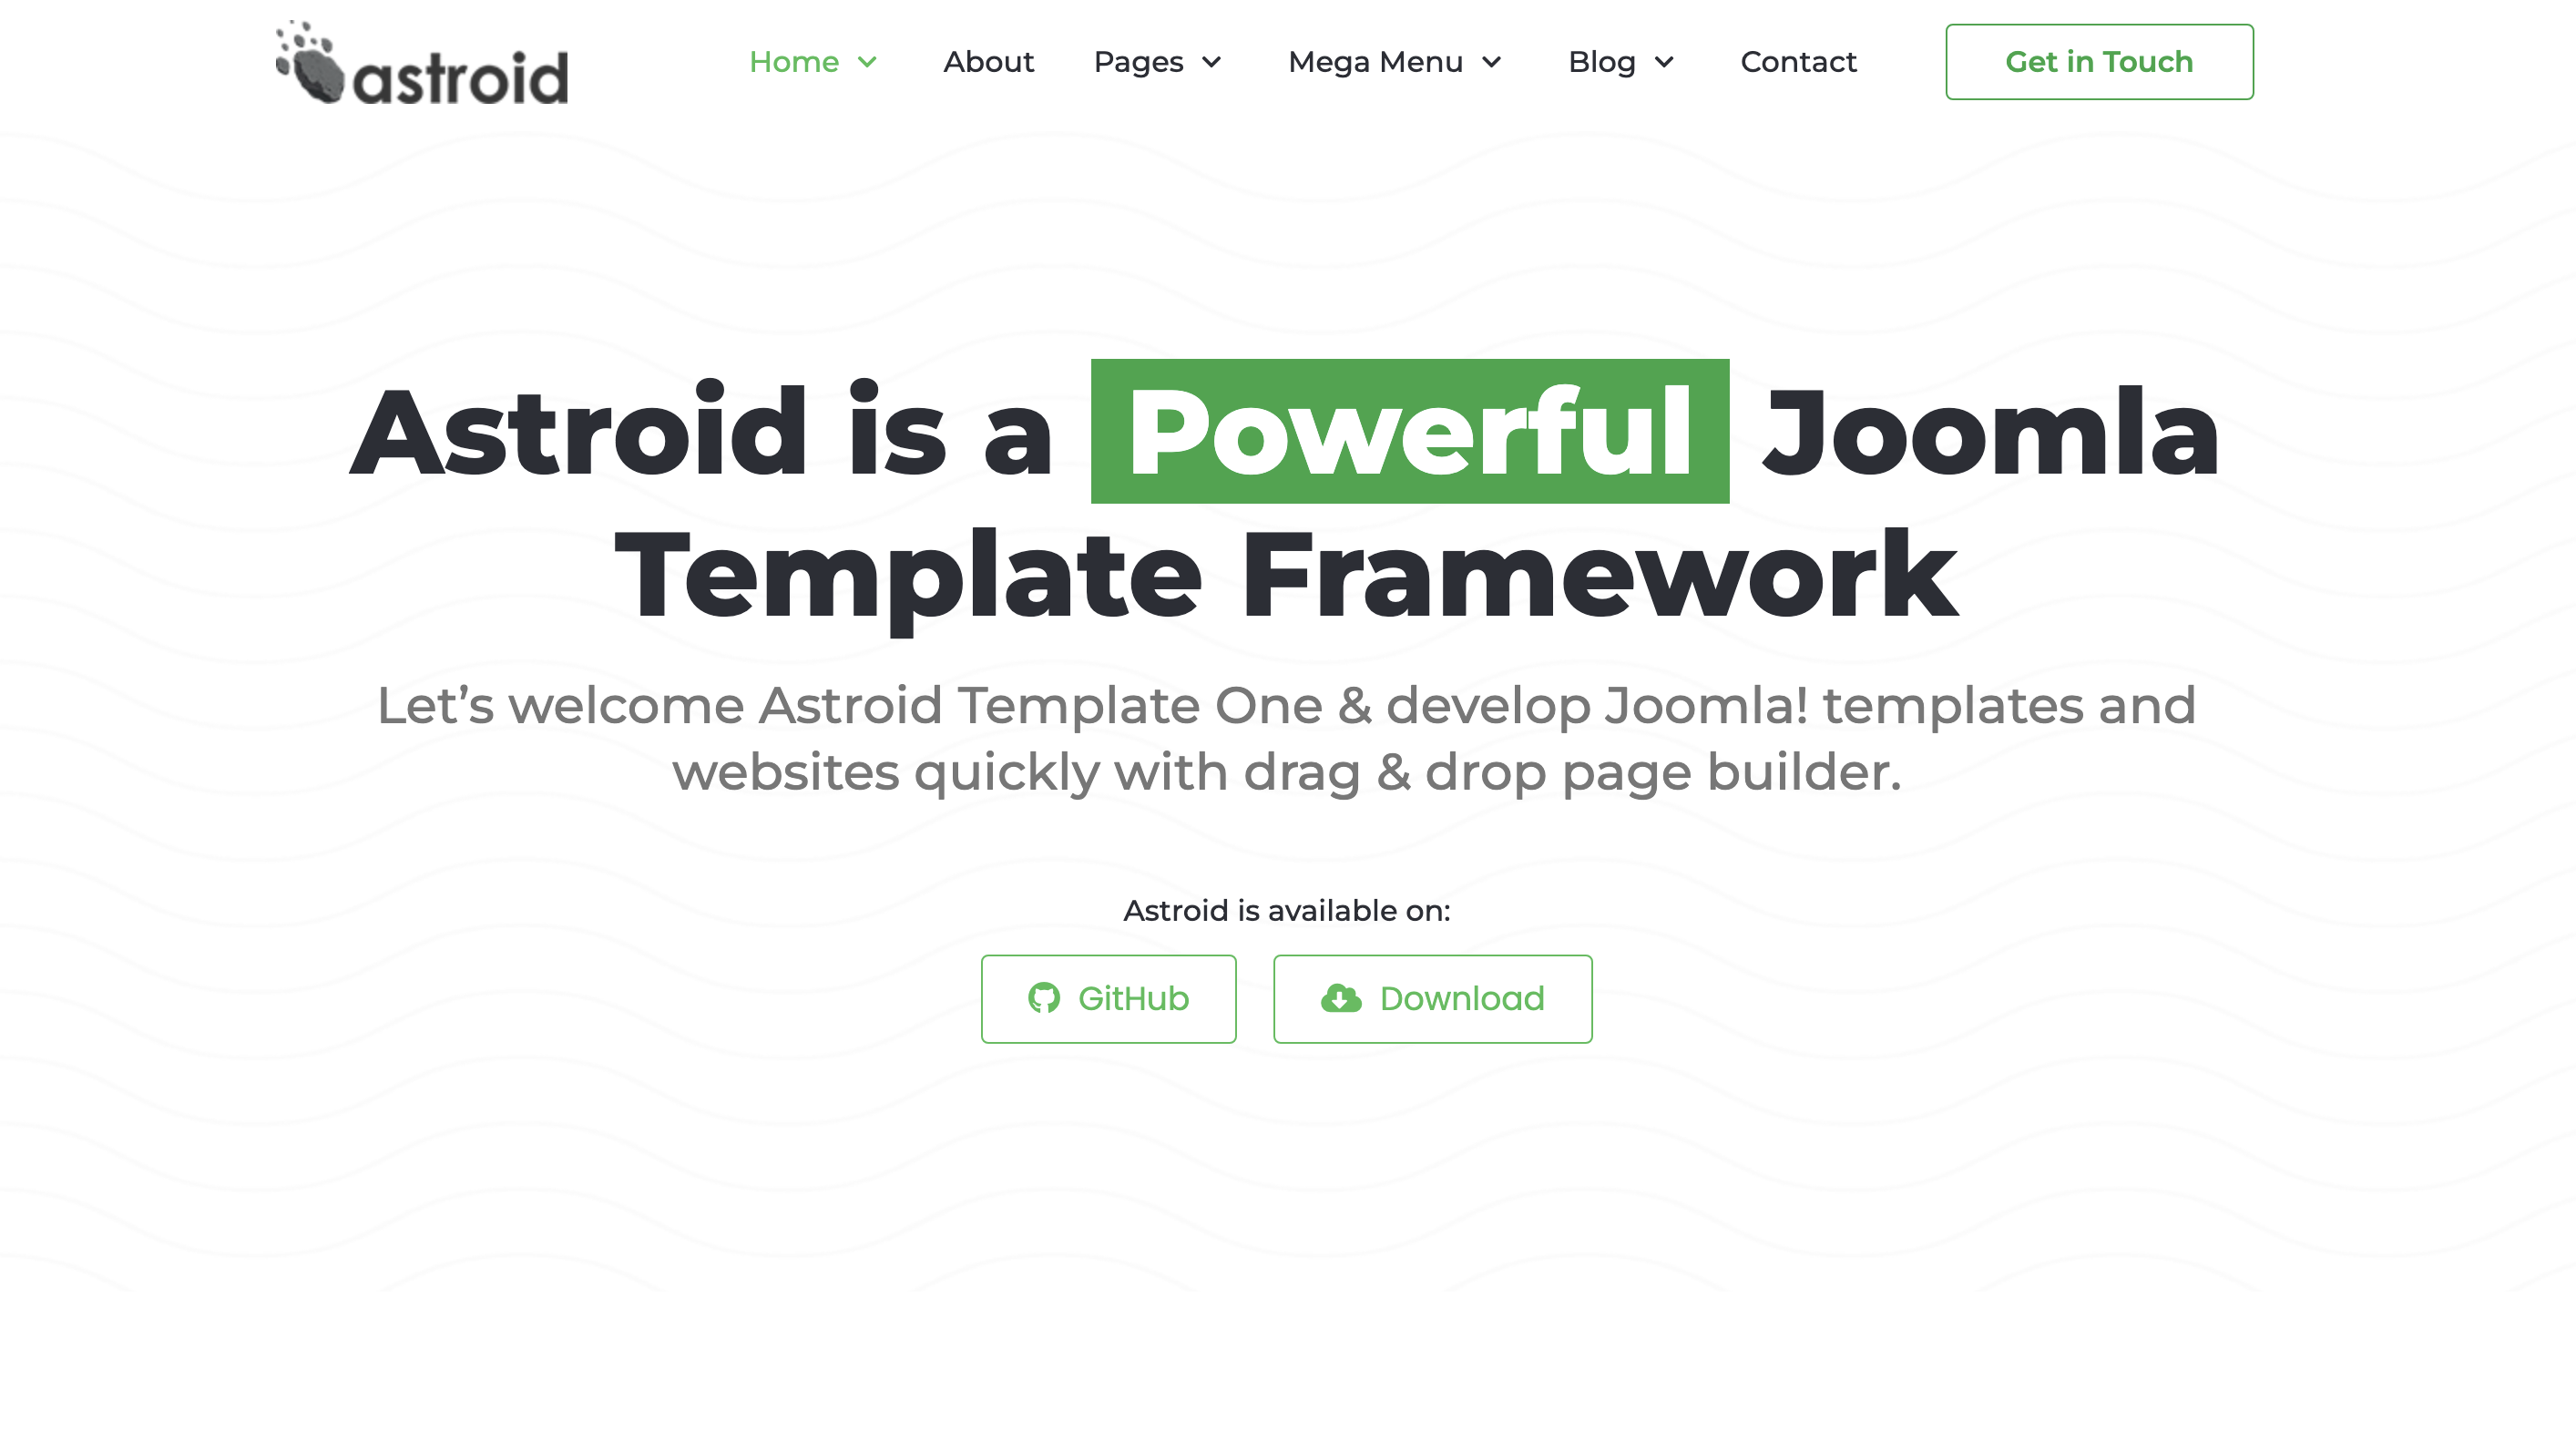 astroid
Home
About
Pages
Mega Menu
Blog
Contact
Get in Touch
Astroid is a Powerful Joomla
Template Framework
Let’s welcome Astroid Template One & develop Joomla! templates and
websites quickly with drag & drop page builder.
Astroid is available on:
GitHub
Download